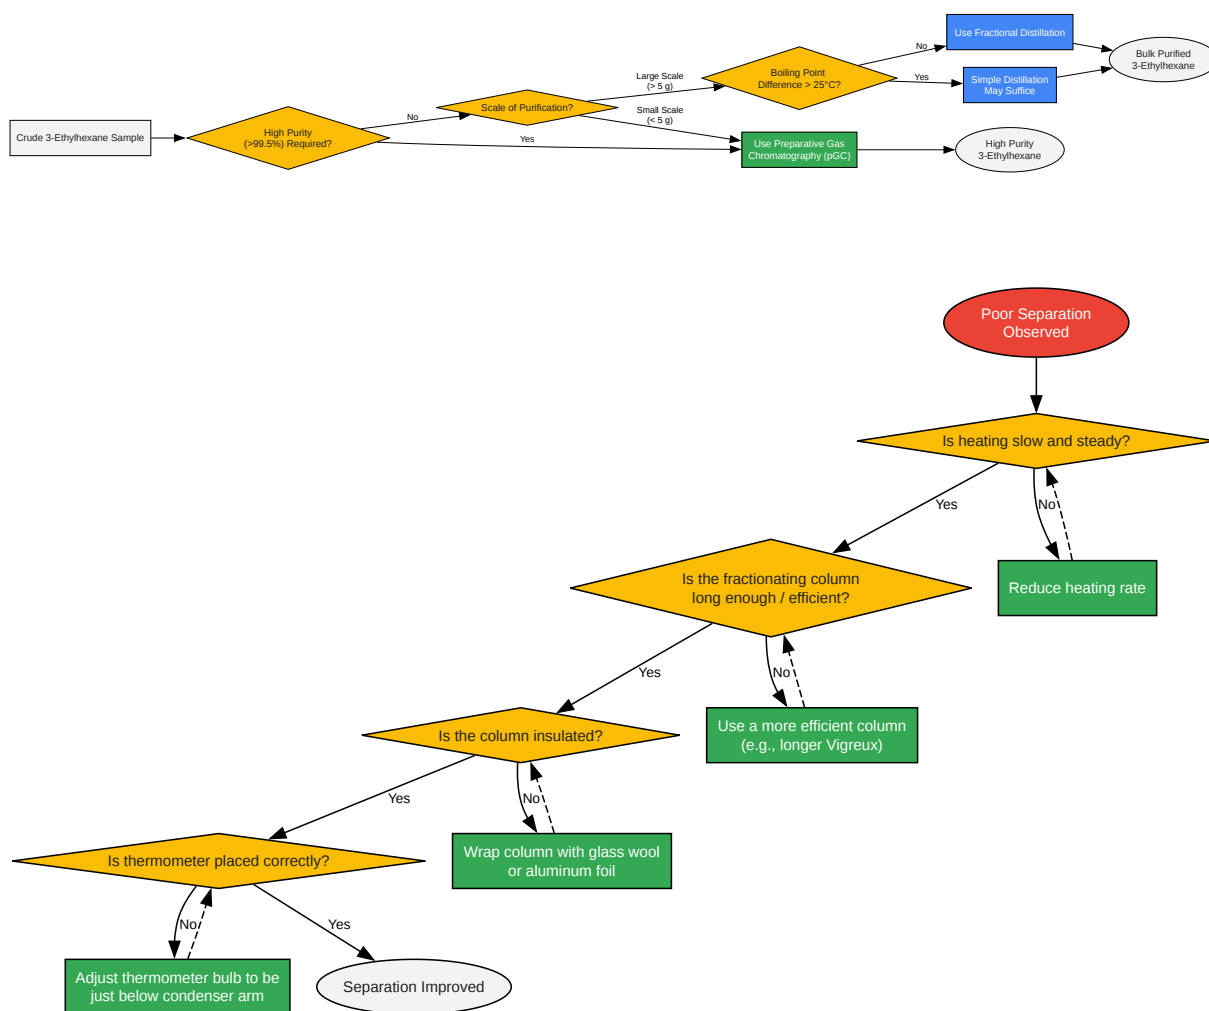 Crude 3-Ethylhexane Sample
High Purity
(>99.5%) Required?
No
Yes
Scale of Purification?
Large Scale
(> 5 g)
Small Scale
(< 5 g)
Boiling Point
Difference > 25°C?
No
Yes
Use Fractional Distillation
Simple Distillation
May Suffice
Bulk Purified
3-Ethylhexane
Use Preparative Gas
Chromatography (pGC)
High Purity
3-Ethylhexane
Poor Separation
Observed
Is heating slow and steady?
Yes
No
Reduce heating rate
Is the fractionating column
long enough / efficient?
Yes
No
Use a more efficient column
(e.g., longer Vigreux)
Is the column insulated?
Yes
No
Wrap column with glass wool
or aluminum foil
Is thermometer placed correctly?
No
Yes
Adjust thermometer bulb to be
just below condenser arm
Separation Improved